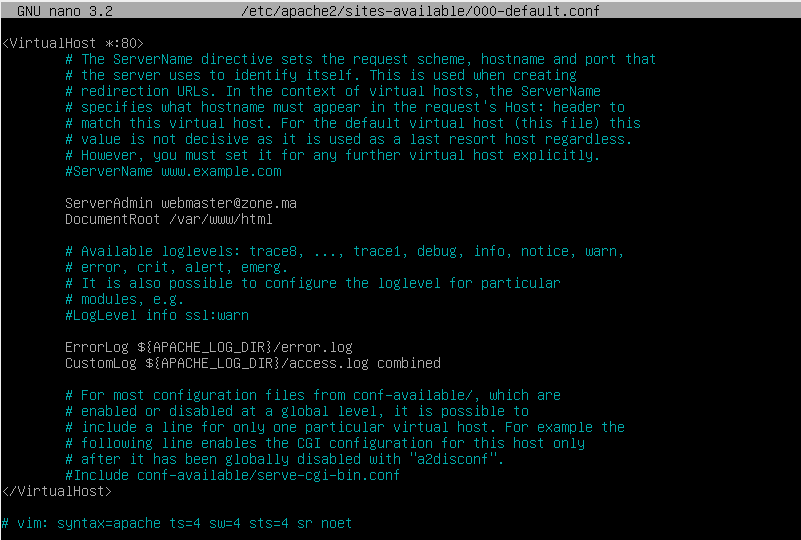 GNU nano 3.2 /etc/apache2/sites-available/000-default.conf
<VirtualHost *:80>
# The ServerName directive sets the request scheme, hostname and port that
# the server uses to identify itself. This is used when creating
# redirection URLs. In the context of virtual hosts, the ServerName
# specifies what hostname must appear in the request's Host: header to
# match this virtual host. For the default virtual host (this file) this
# value is not decisive as it is used as a last resort host regardless.
# However, you must set it for any further virtual host explicitly.
#ServerName www.example.com
ServerAdmin webmaster@zone.ma
DocumentRoot /var/www/html
# Available loglevels: trace8, ..., trace1, debug, info, notice, warn,
# error, crit, alert, emerg.
# It is also possible to configure the loglevel for particular
# modules, e.g.
#LogLevel info ssl:warn
ErrorLog ${APACHE_LOG_DIR}/error.log
CustomLog ${APACHE_LOG_DIR}/access.log combined
# For most configuration files from conf-available/, which are
# enabled or disabled at a global level, it is possible to
# include a line for only one particular virtual host. For example the
# following line enables the CGI configuration for this host only
# after it has been globally disabled with "a2disconf".
#Include conf-available/serve-cgi-bin.conf
</VirtualHost>
# vim: syntax=apache ts=4 sw=4 sts=4 sr noet